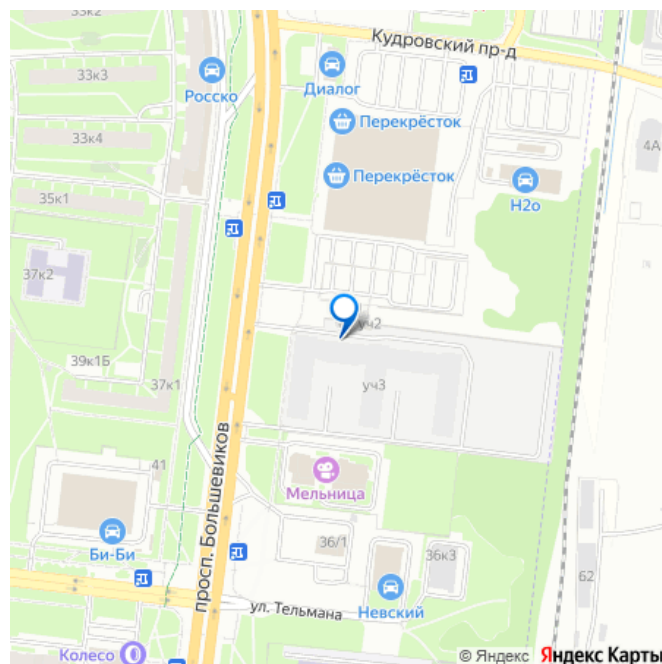 33к2
Кудровский пр-д
33к3
Росско
Диалог
33к4
Перекрёсток
4А
Перекрёсток
35к1
Н2о
37к2
уч2
39к1Б
37к1
уч3
просп. Большевиков
41
Мельница
Би-Би
36/1
36к3
62
ул. Тельмана
Невский
Колесо
© Яндекс Яндекс Карты